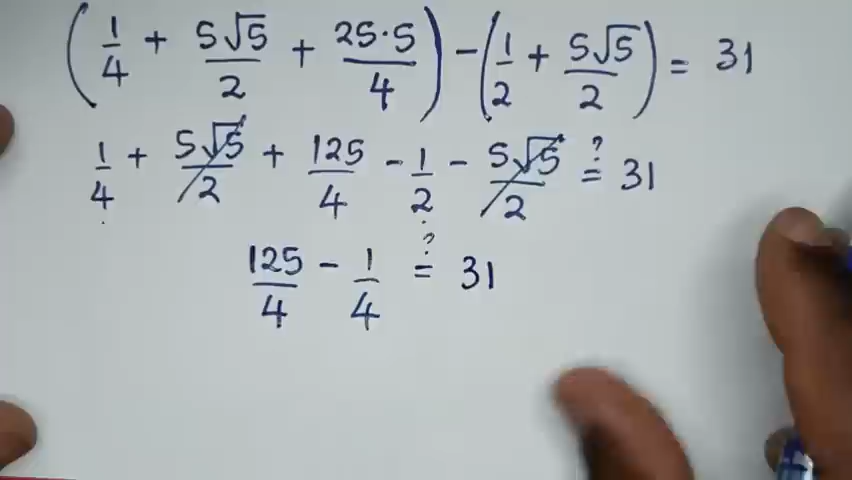 (1/4 + 5√5/2 + 25·5/4) - (1/2 + 5√5/2) = 31
1/4 + 5√5/2 + 125/4 - 1/2 - 5√5/2 ≟ 31
125/4 - 1/4 ≟ 31